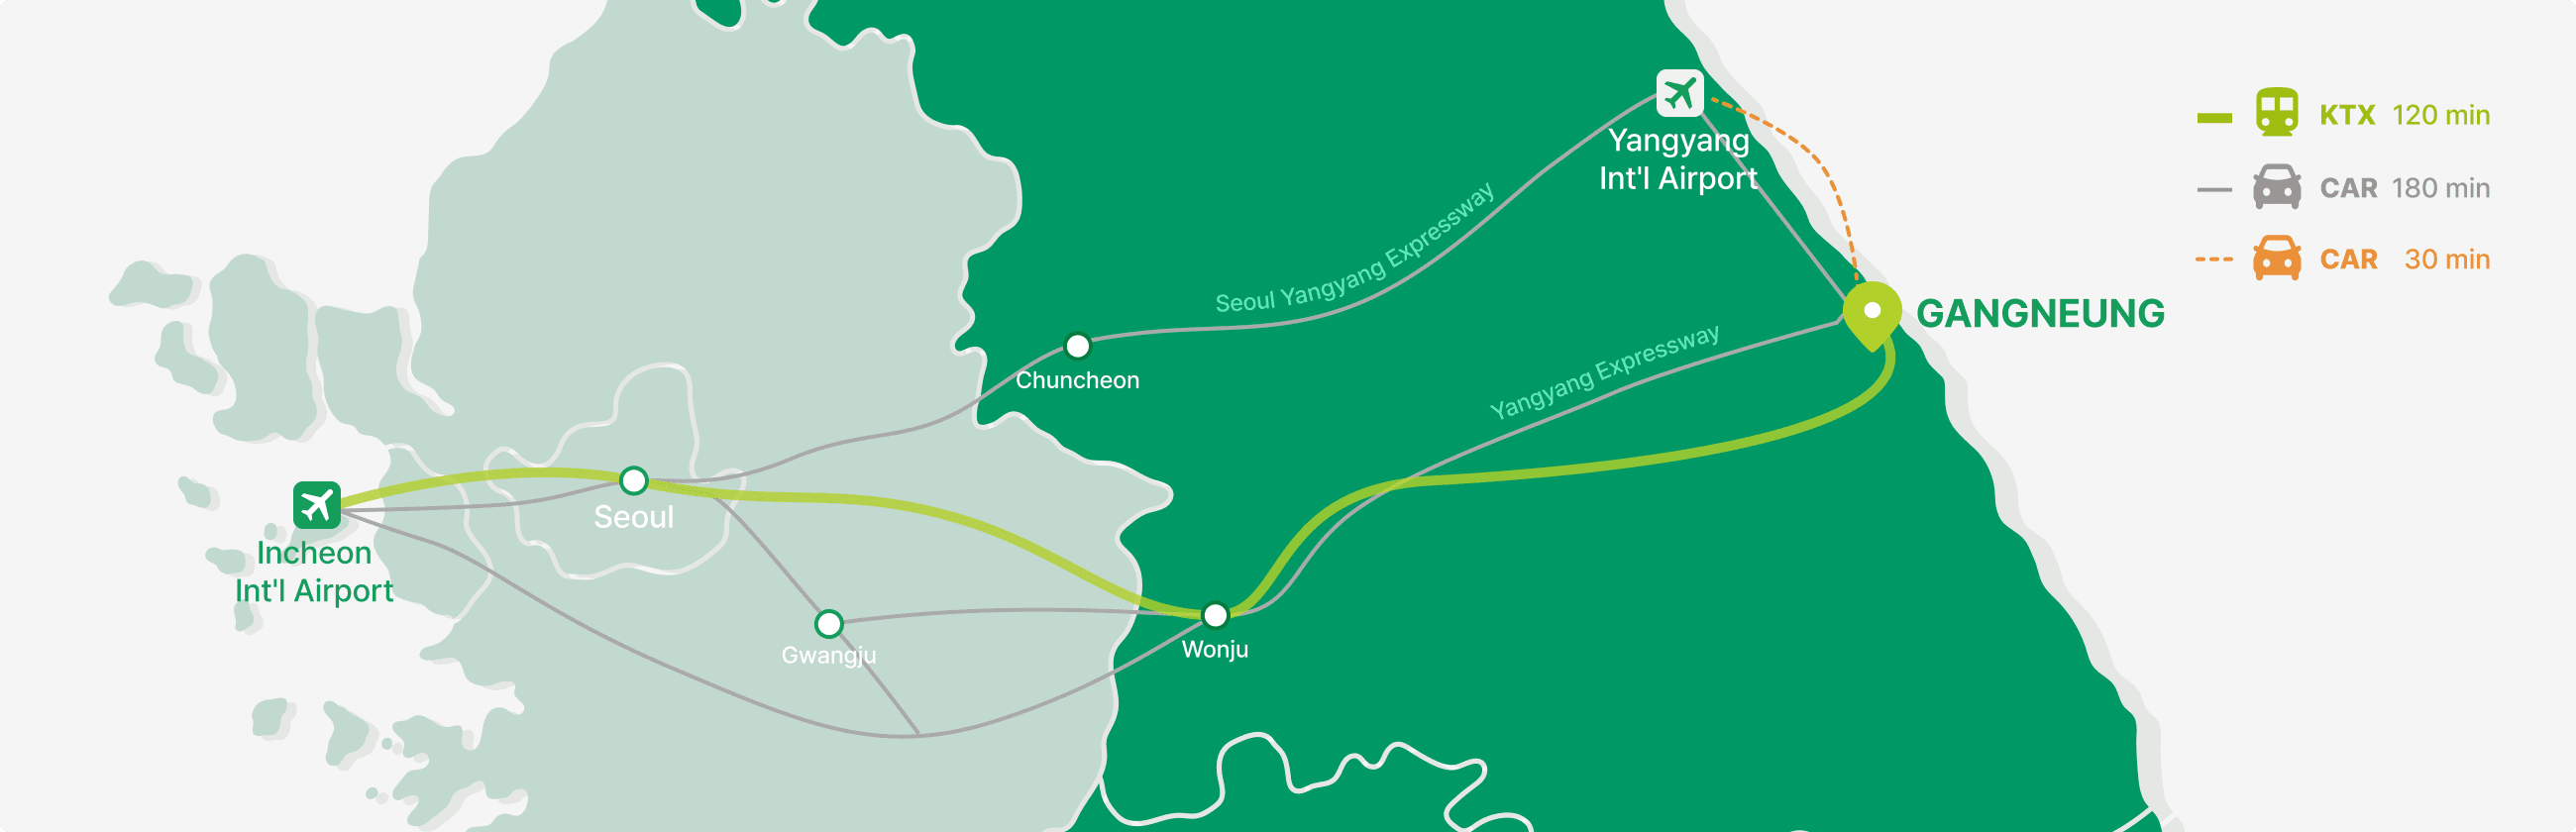 Yangyang
Int'l Airport
KTX 120 min
CAR 180 min
CAR 30 min
Seoul Yangyang Expressway
GANGNEUNG
Yangyang Expressway
Chuncheon
Seoul
Incheon
Int'l Airport
Gwangju
Wonju